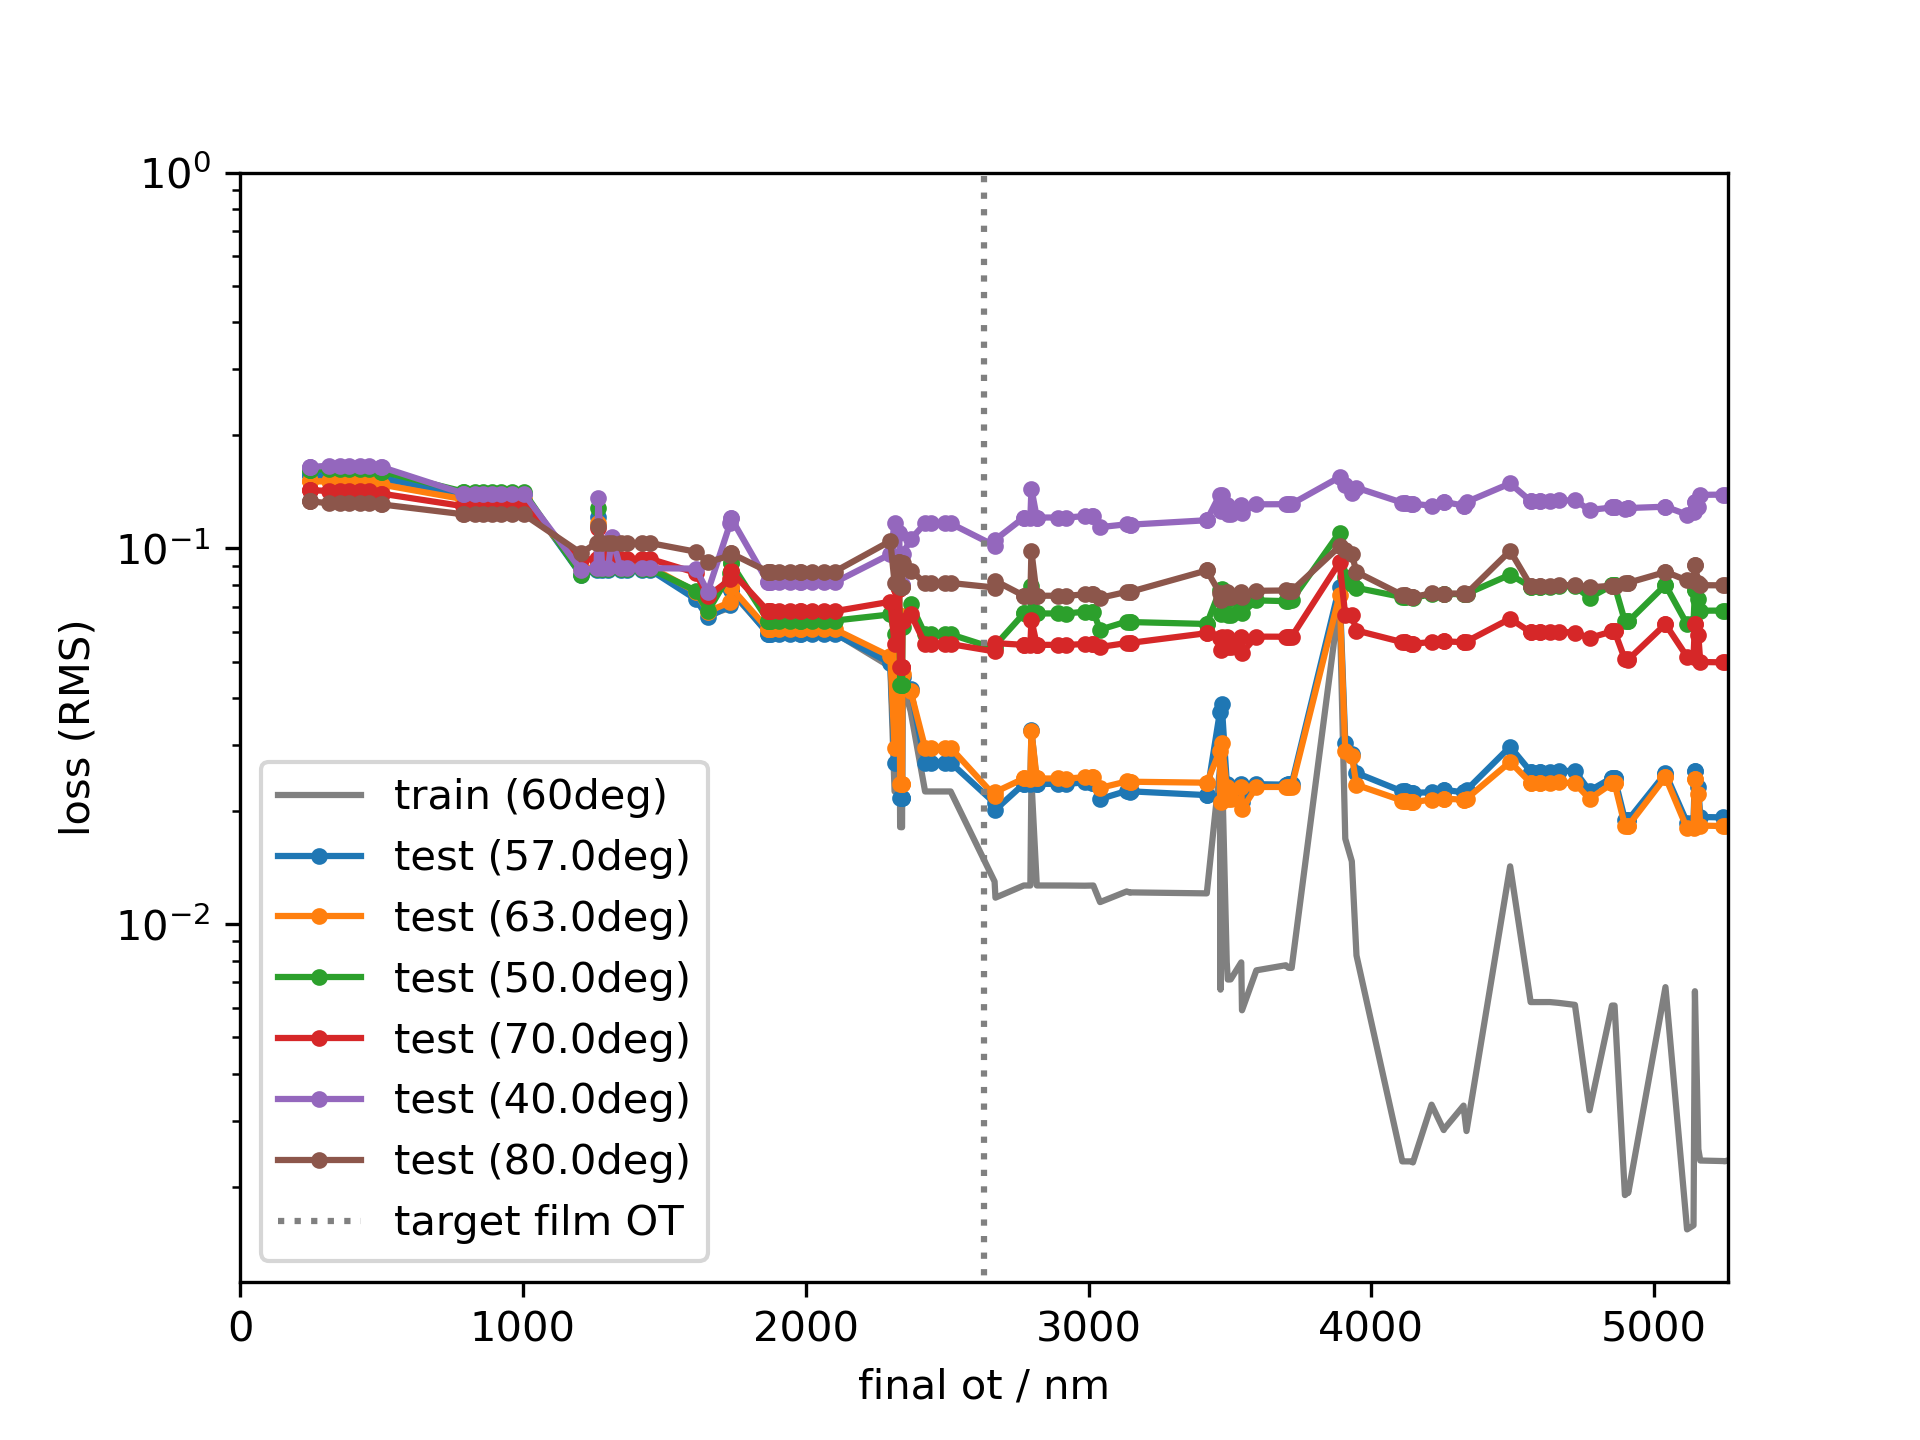 10⁰
10⁻¹
10⁻²
loss (RMS)
train (60deg)
test (57.0deg)
test (63.0deg)
test (50.0deg)
test (70.0deg)
test (40.0deg)
test (80.0deg)
target film OT
0 1000 2000 3000 4000 5000
final ot / nm